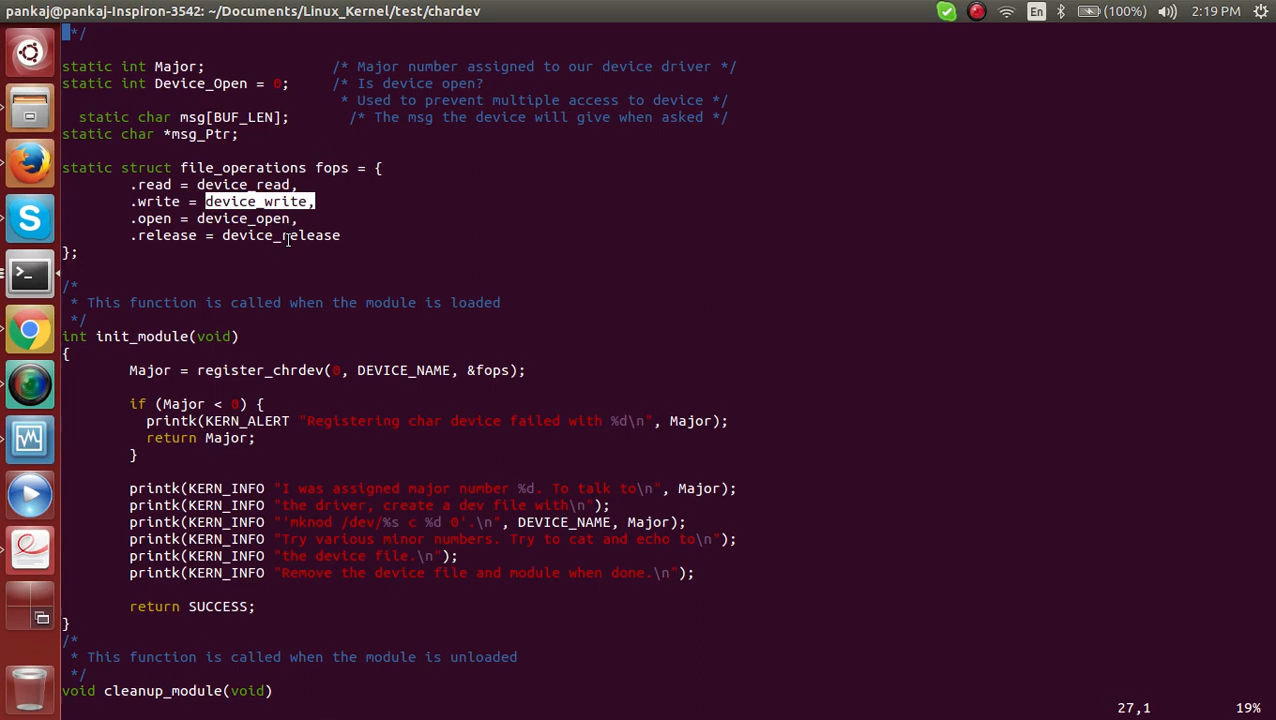 pankaj@pankaj-Inspiron-3542: ~/Documents/Linux_Kernel/test/chardev
En
(100%)
2:19 PM
*/
static int Major;               /* Major number assigned to our device driver */
static int Device_Open = 0;     /* Is device open?
                                 * Used to prevent multiple access to device */
  static char msg[BUF_LEN];       /* The msg the device will give when asked */
static char *msg_Ptr;
static struct file_operations fops = {
        .read = device_read,
        .write = device_write,
        .open = device_open,
        .release = device_release
};
/*
 * This function is called when the module is loaded
 */
int init_module(void)
{
        Major = register_chrdev(0, DEVICE_NAME, &fops);
        if (Major < 0) {
          printk(KERN_ALERT "Registering char device failed with %d\n", Major);
          return Major;
        }
        printk(KERN_INFO "I was assigned major number %d. To talk to\n", Major);
        printk(KERN_INFO "the driver, create a dev file with\n");
        printk(KERN_INFO "'mknod /dev/%s c %d 0'.\n", DEVICE_NAME, Major);
        printk(KERN_INFO "Try various minor numbers. Try to cat and echo to\n");
        printk(KERN_INFO "the device file.\n");
        printk(KERN_INFO "Remove the device file and module when done.\n");
        return SUCCESS;
}
/*
 * This function is called when the module is unloaded
 */
void cleanup_module(void)
27,1
19%